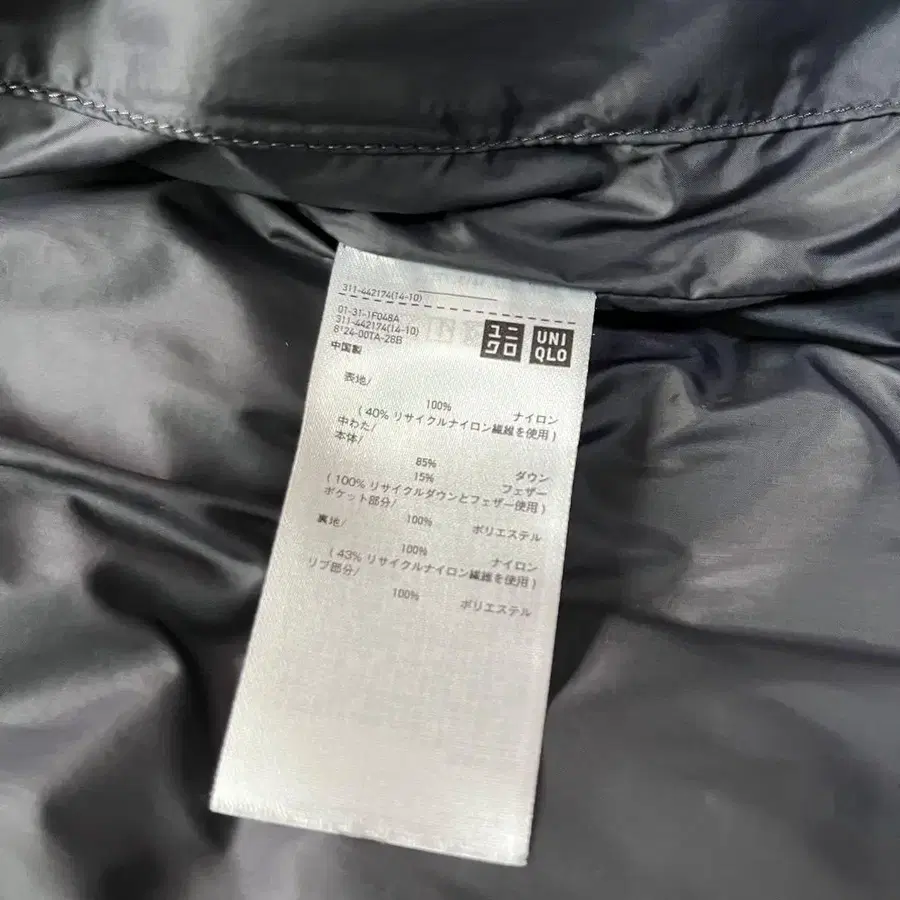 311-442174(14-10)
01-31-1F048A
311-442174(14-10)
8124-00TA-28B
ユニ
クロ
UNI
QLO
中国製
表地/
100% ナイロン
( 40% リサイクルナイロン繊維を使用 )
中わた/
本体/
85% ダウン
15% フェザー
( 100% リサイクルダウンとフェザー使用 )
ポケット部分/
100% ポリエステル
裏地/
100% ナイロン
( 43% リサイクルナイロン繊維を使用 )
リブ部分/
100% ポリエステル